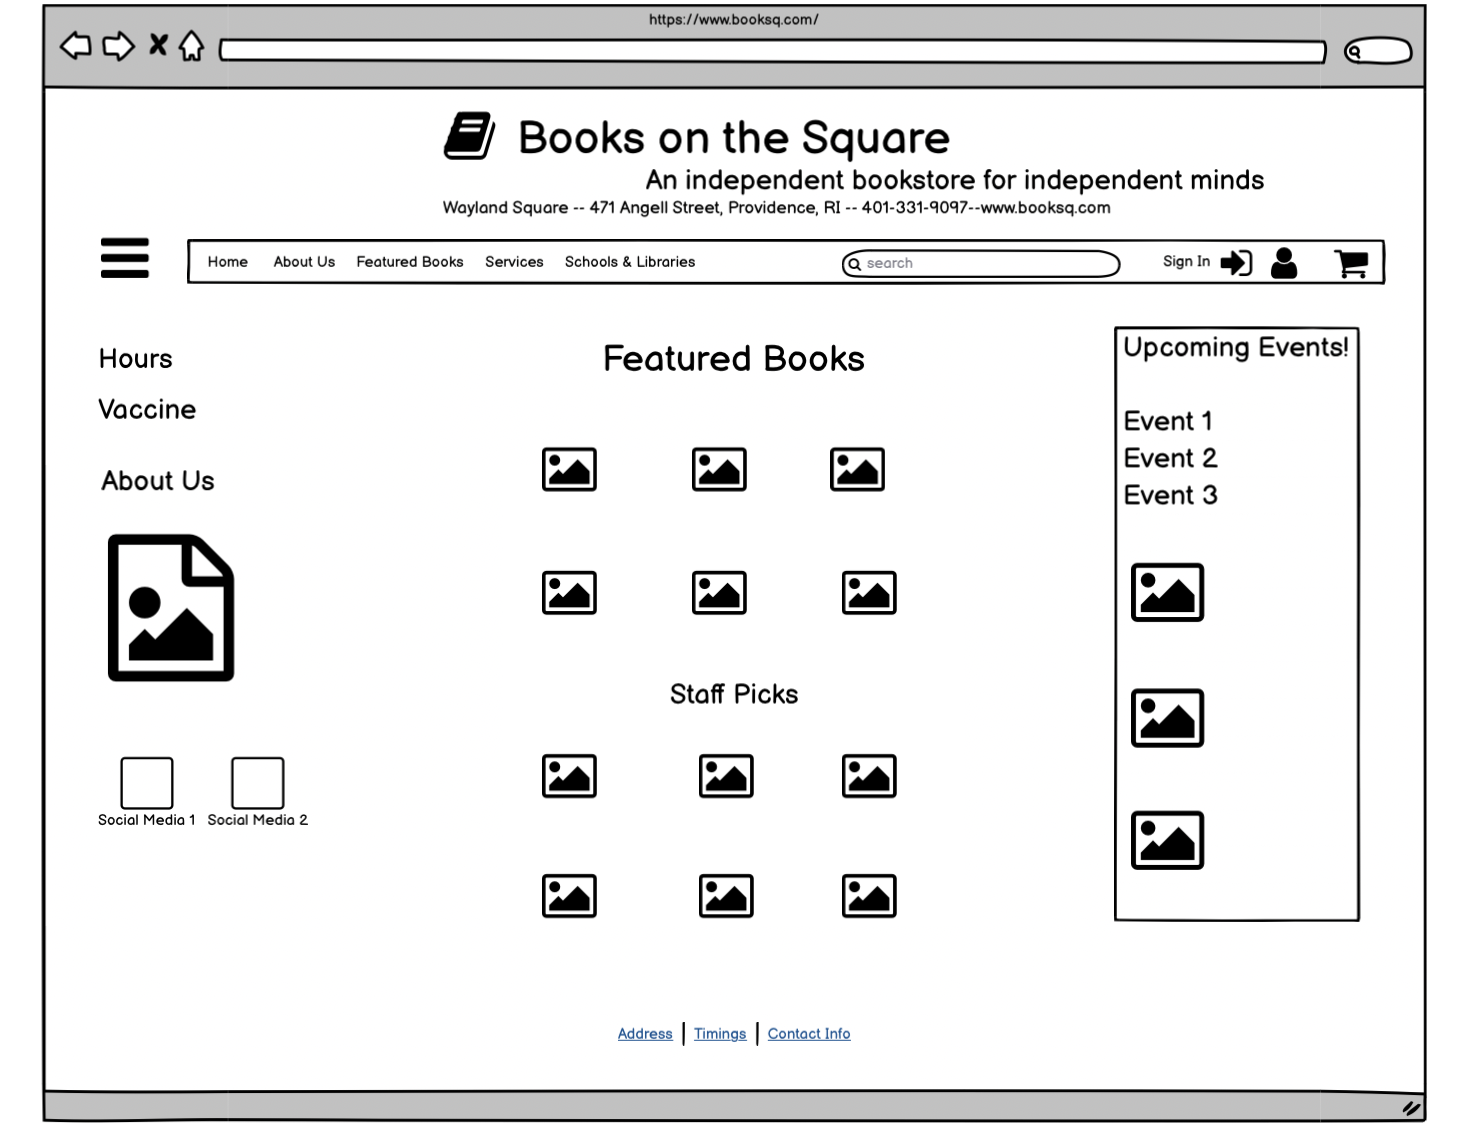 https://www.booksq.com/
Books on the Square
An independent bookstore for independent minds
Wayland Square -- 471 Angell Street, Providence, RI -- 401-331-9097--www.booksq.com
Home About Us Featured Books Services Schools & Libraries search Sign In
Hours
Vaccine
About Us
Social Media 1 Social Media 2
Featured Books
Staff Picks
Upcoming Events!
Event 1
Event 2
Event 3
Address Timings Contact Info